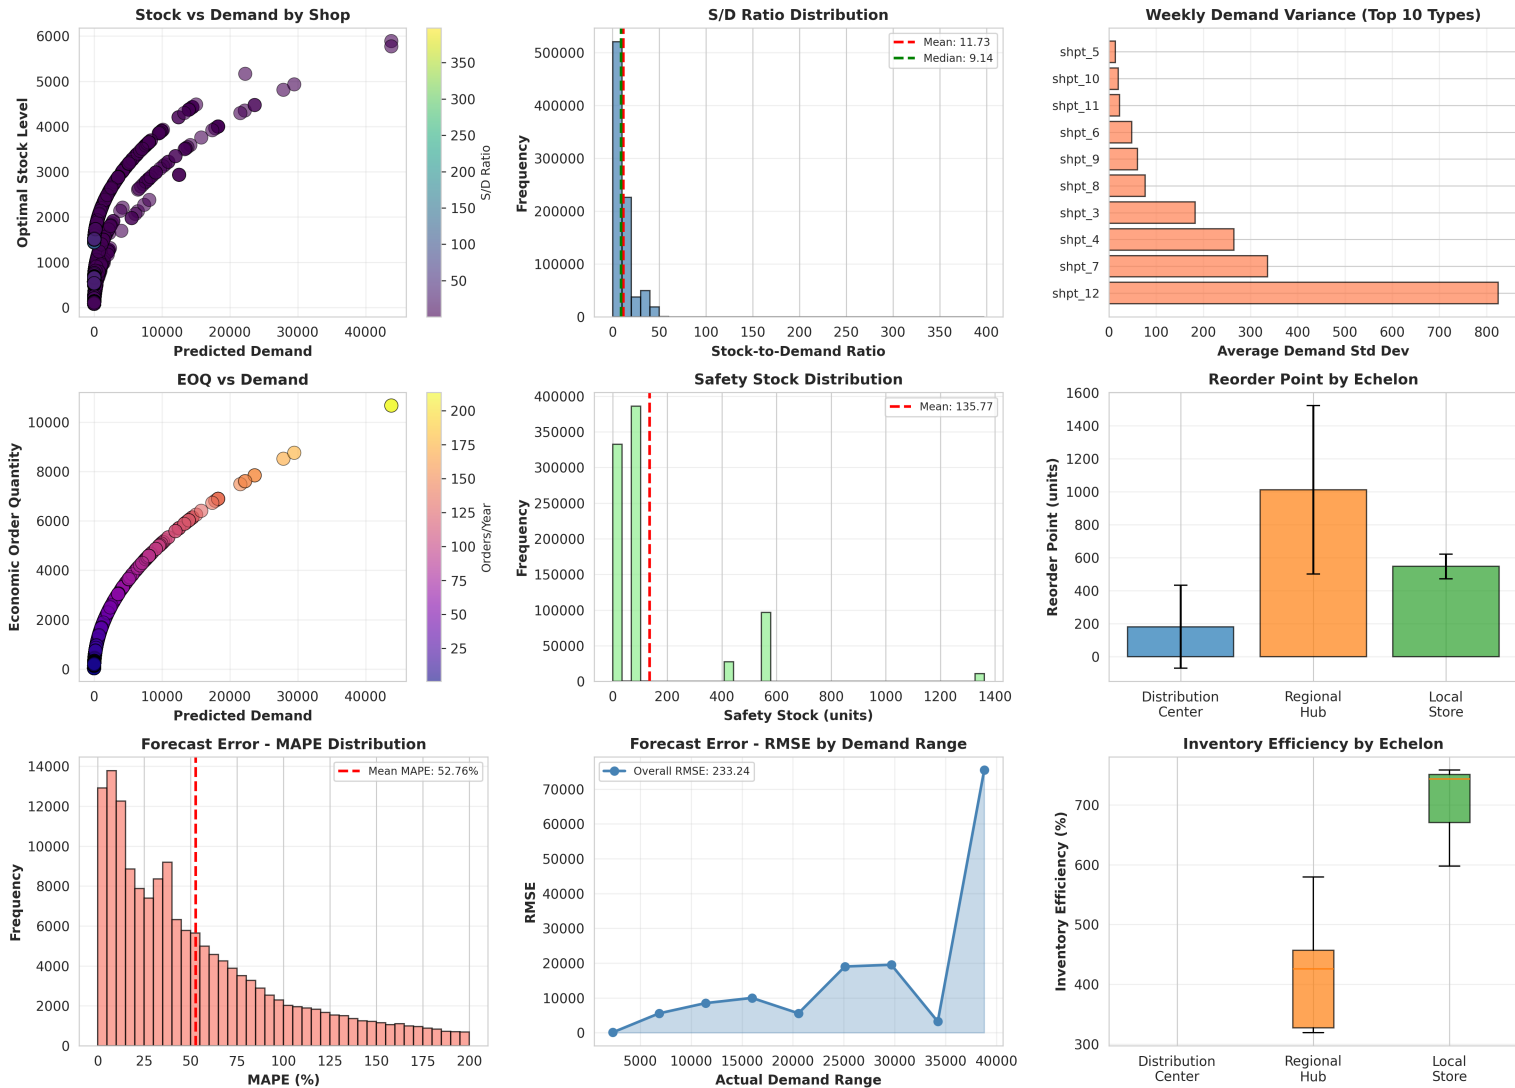 Stock vs Demand by Shop
6000
5000
4000
3000
2000
1000
0
Optimal Stock Level
0 10000 20000 30000 40000
Predicted Demand
350
300
250
200
150
100
50
S/D Ratio
S/D Ratio Distribution
Mean: 11.73
Median: 9.14
500000
400000
300000
200000
100000
0
Frequency
0 50 100 150 200 250 300 350 400
Stock-to-Demand Ratio
Weekly Demand Variance (Top 10 Types)
shpt_5
shpt_10
shpt_11
shpt_6
shpt_9
shpt_8
shpt_3
shpt_4
shpt_7
shpt_12
0 100 200 300 400 500 600 700 800
Average Demand Std Dev
EOQ vs Demand
10000
8000
6000
4000
2000
0
Economic Order Quantity
0 10000 20000 30000 40000
Predicted Demand
200
175
150
125
100
75
50
25
Orders/Year
Safety Stock Distribution
Mean: 135.77
400000
350000
300000
250000
200000
150000
100000
50000
0
Frequency
0 200 400 600 800 1000 1200 1400
Safety Stock (units)
Reorder Point by Echelon
1600
1400
1200
1000
800
600
400
200
0
Reorder Point (units)
Distribution Regional Local
Center Hub Store
Forecast Error - MAPE Distribution
Mean MAPE: 52.76%
14000
12000
10000
8000
6000
4000
2000
0
Frequency
0 25 50 75 100 125 150 175 200
MAPE (%)
Forecast Error - RMSE by Demand Range
Overall RMSE: 233.24
70000
60000
50000
40000
30000
20000
10000
0
RMSE
5000 10000 15000 20000 25000 30000 35000 40000
Actual Demand Range
Inventory Efficiency by Echelon
700
600
500
400
300
Inventory Efficiency (%)
Distribution Regional Local
Center Hub Store